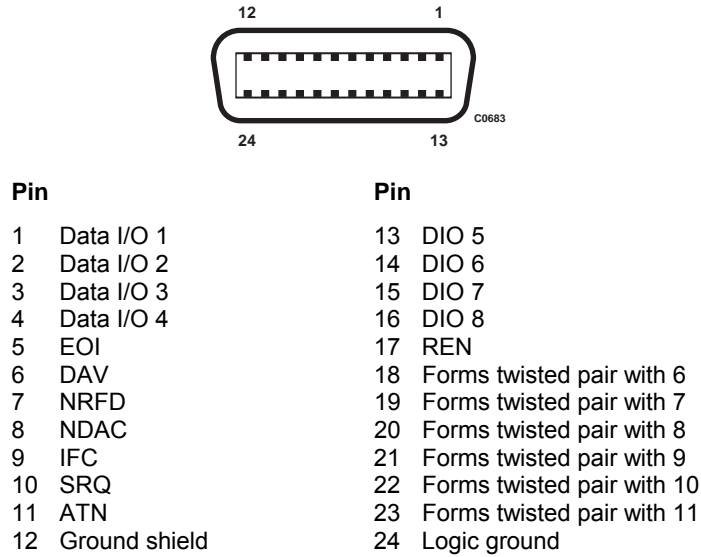 12 1
C0683
24 13
Pin Pin
1 Data I/O 1 13 DIO 5
2 Data I/O 2 14 DIO 6
3 Data I/O 3 15 DIO 7
4 Data I/O 4 16 DIO 8
5 EOI 17 REN
6 DAV 18 Forms twisted pair with 6
7 NRFD 19 Forms twisted pair with 7
8 NDAC 20 Forms twisted pair with 8
9 IFC 21 Forms twisted pair with 9
10 SRQ 22 Forms twisted pair with 10
11 ATN 23 Forms twisted pair with 11
12 Ground shield 24 Logic ground